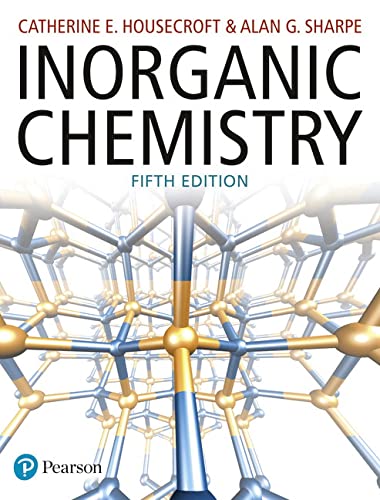 CATHERINE E. HOUSECROFT & ALAN G. SHARPE
INORGANIC
CHEMISTRY
FIFTH EDITION
Pearson